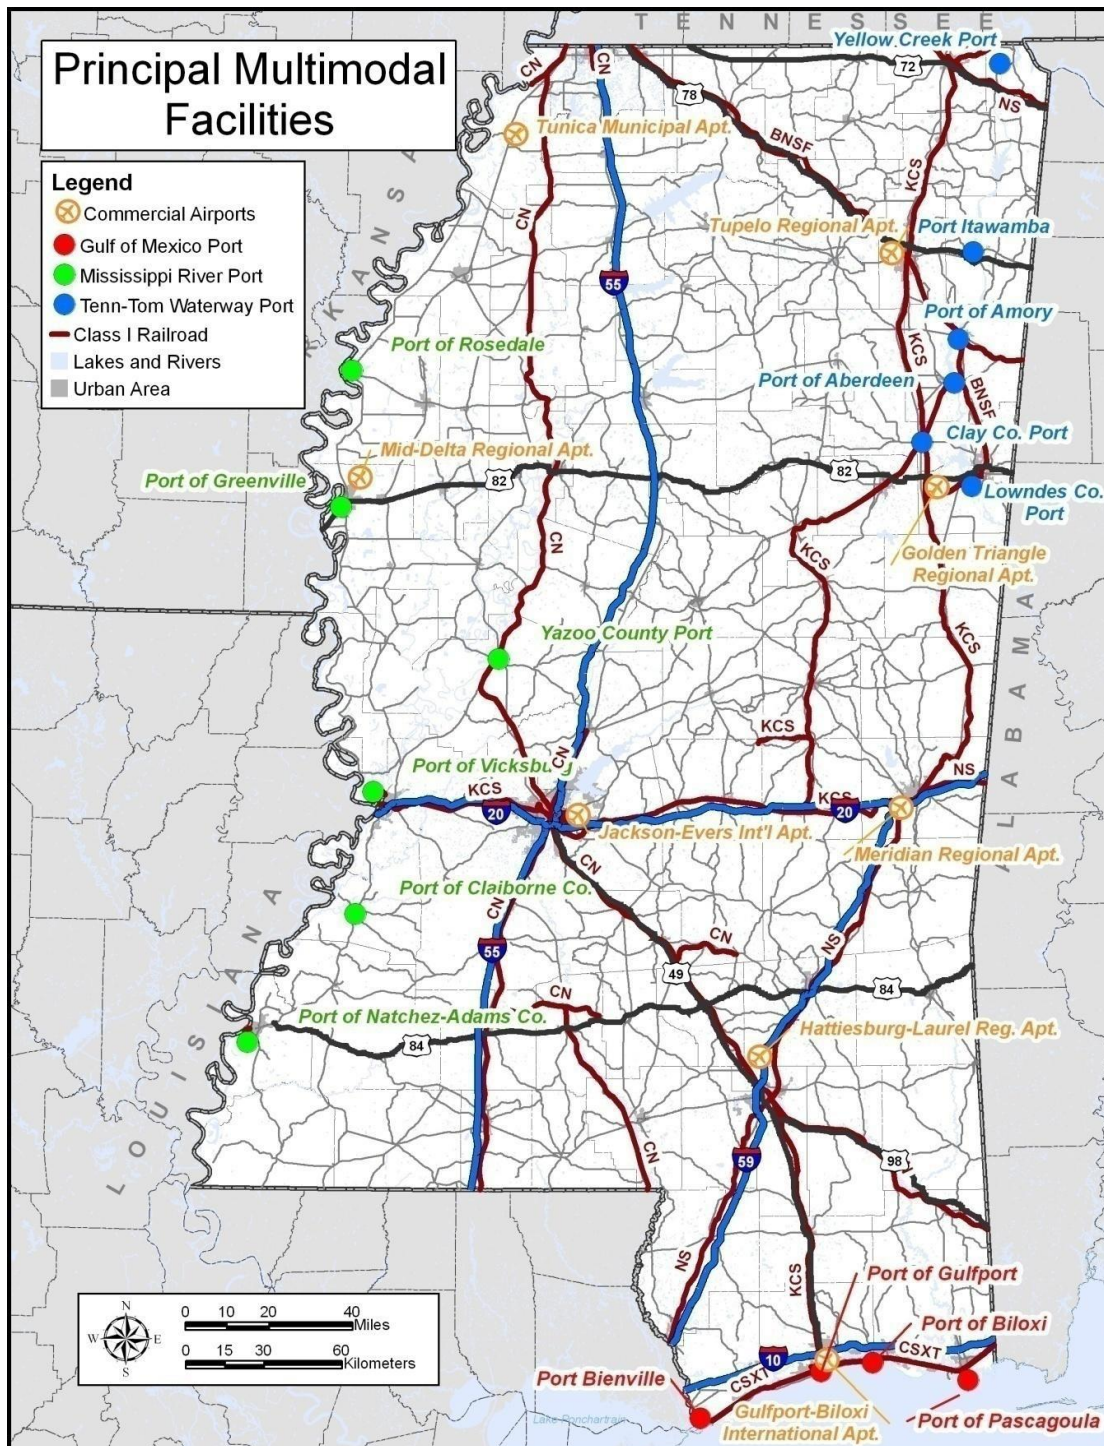 TENNESSEE
Principal Multimodal
Facilities
Legend
Commercial Airports
Gulf of Mexico Port
Mississippi River Port
Tenn-Tom Waterway Port
Class I Railroad
Lakes and Rivers
Urban Area
Yellow Creek Port
CN
CN
72
78
NS
Tunica Municipal Apt.
BNSF
KCS
KANSA
CN
Tupelo Regional Apt.
Port Itawamba
55
Port of Amory
Port of Rosedale
KCS
Port of Aberdeen
BNSF
Clay Co. Port
Mid-Delta Regional Apt.
Port of Greenville
82
82
Lowndes Co.
Port
CN
KCS
Golden Triangle
Regional Apt.
Yazoo County Port
KCS
ALABAMA
KCS
CN
Port of Vicksburg
NS
KCS
20
KCS
20
Jackson-Evers Int'l Apt.
Meridian Regional Apt.
CN
Port of Claiborne Co.
CN
LOUISIANA
55
CN
NS
49
CN
84
Port of Natchez-Adams Co.
84
Hattiesburg-Laurel Reg. Apt.
CN
59
98
NS
KCS
Port of Gulfport
Port of Biloxi
N
W E
S
0 10 20 40
Miles
0 15 30 60
Kilometers
10
CSXT
CSXT
Port Bienville
Gulfport-Biloxi
International Apt.
Port of Pascagoula
Lake Ponchartrain